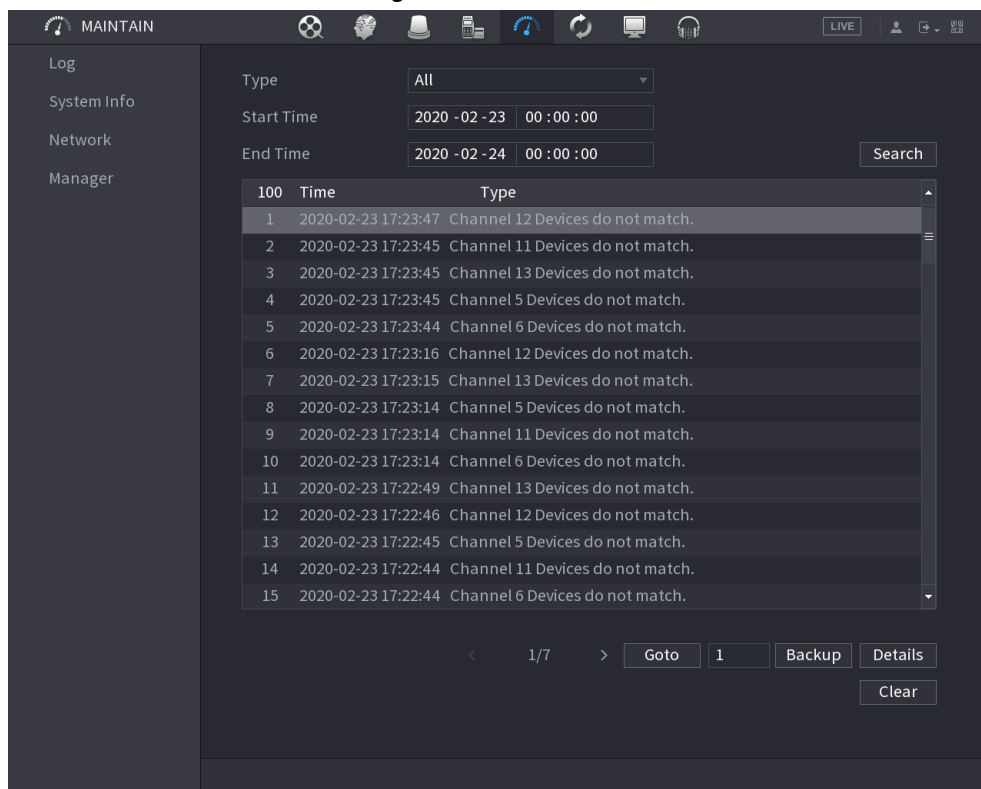 MAINTAIN LIVE
Log
System Info
Network
Manager
Type All
Start Time 2020 -02 -23 00 :00 :00
End Time 2020 -02 -24 00 :00 :00 Search
100 Time Type
1 2020-02-23 17:23:47 Channel 12 Devices do not match.
2 2020-02-23 17:23:45 Channel 11 Devices do not match.
3 2020-02-23 17:23:45 Channel 13 Devices do not match.
4 2020-02-23 17:23:45 Channel 5 Devices do not match.
5 2020-02-23 17:23:44 Channel 6 Devices do not match.
6 2020-02-23 17:23:16 Channel 12 Devices do not match.
7 2020-02-23 17:23:15 Channel 13 Devices do not match.
8 2020-02-23 17:23:14 Channel 5 Devices do not match.
9 2020-02-23 17:23:14 Channel 11 Devices do not match.
10 2020-02-23 17:23:14 Channel 6 Devices do not match.
11 2020-02-23 17:22:49 Channel 13 Devices do not match.
12 2020-02-23 17:22:46 Channel 12 Devices do not match.
13 2020-02-23 17:22:45 Channel 5 Devices do not match.
14 2020-02-23 17:22:44 Channel 11 Devices do not match.
15 2020-02-23 17:22:44 Channel 6 Devices do not match.
< 1/7 > Goto 1 Backup Details
Clear